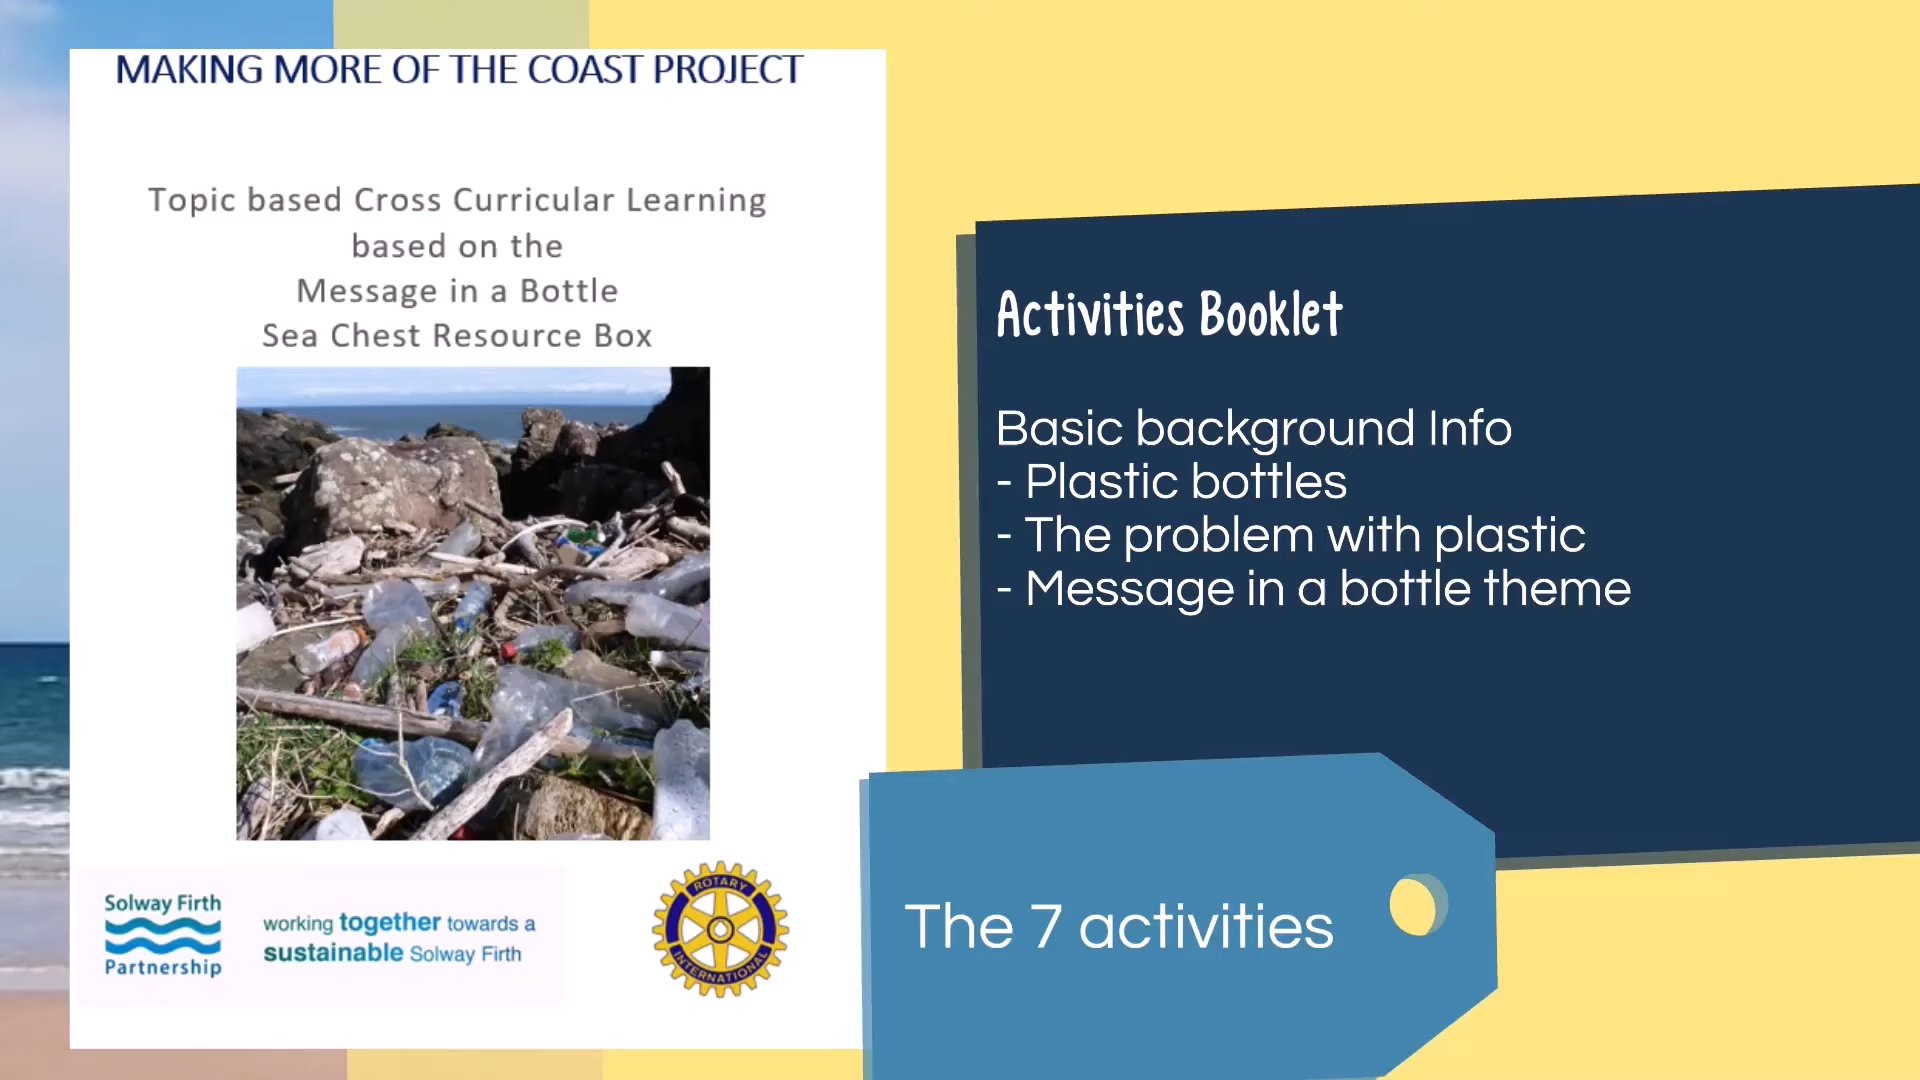 MAKING MORE OF THE COAST PROJECT
Topic based Cross Curricular Learning
based on the
Message in a Bottle
Sea Chest Resource Box
Solway Firth
Partnership
working together towards a
sustainable Solway Firth
ROTARY
INTERNATIONAL
Activities Booklet
Basic background Info
- Plastic bottles
- The problem with plastic
- Message in a bottle theme
The 7 activities